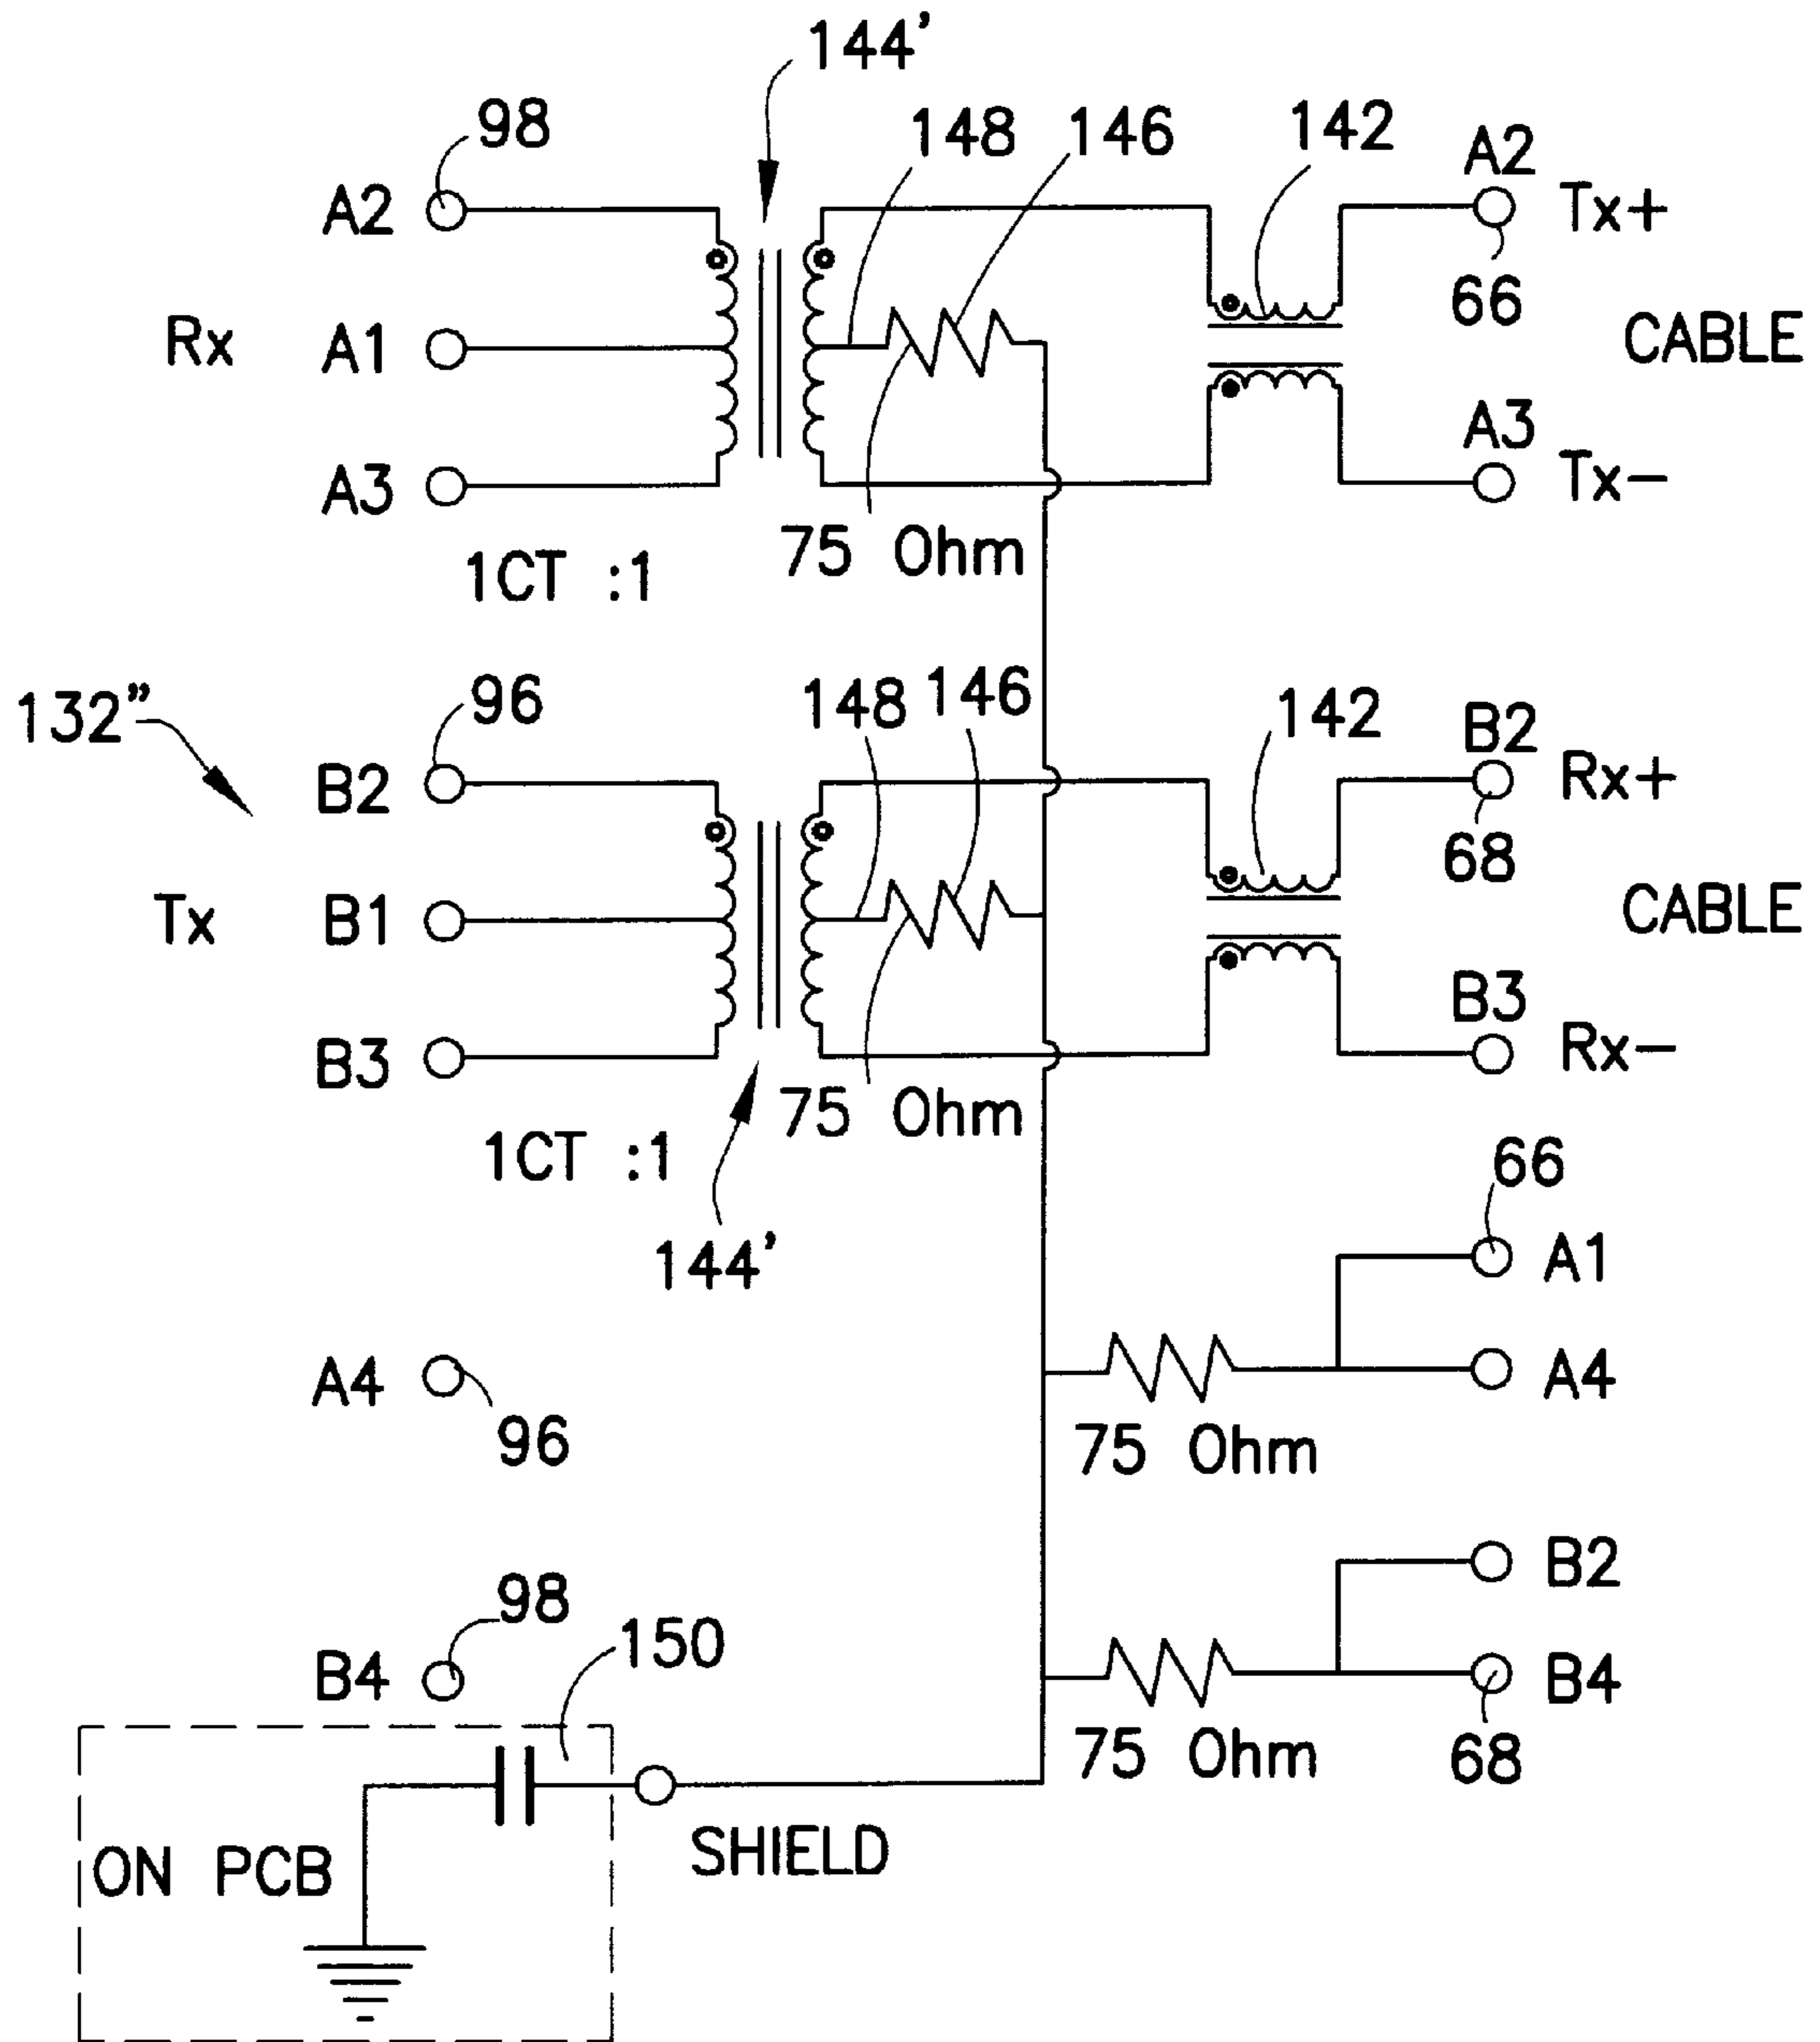 144'
98
148
146
142
A2
A2
Tx+
66
Rx
A1
CABLE
A3
A3
Tx-
75 Ohm
1CT :1
132"
96
148
146
142
B2
B2
Rx+
68
Tx
B1
CABLE
B3
B3
Rx-
75 Ohm
1CT :1
144'
66
A1
A4
96
A4
75 Ohm
98
B2
150
B4
B4
75 Ohm
68
ON PCB
SHIELD